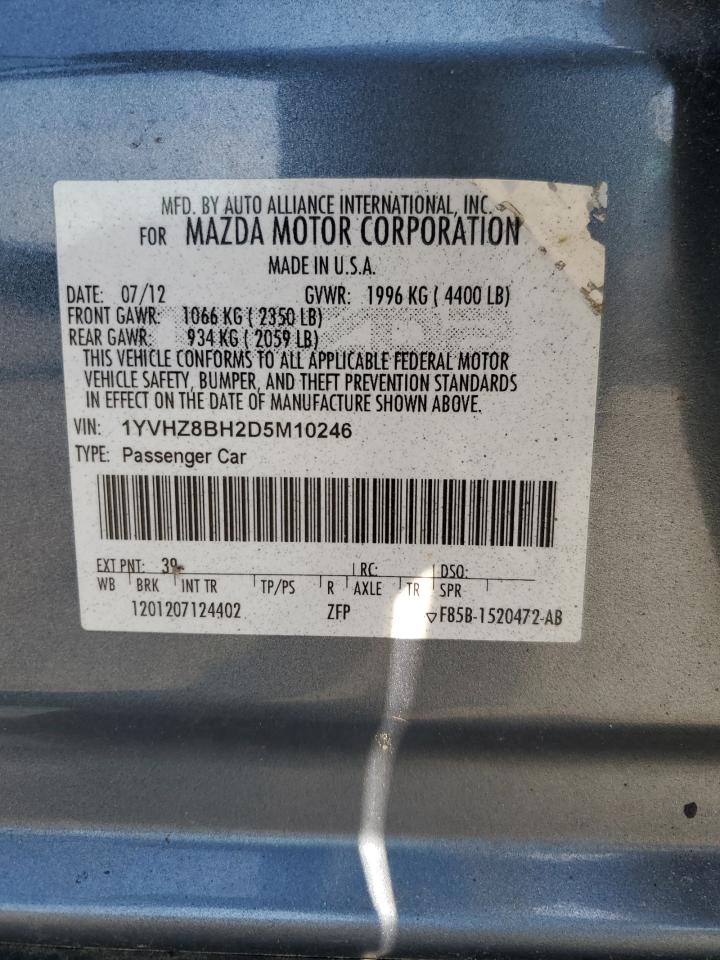 MFD. BY AUTO ALLIANCE INTERNATIONAL, INC.
FOR MAZDA MOTOR CORPORATION
MADE IN U.S.A.
DATE: 07/12 GVWR: 1996 KG ( 4400 LB)
FRONT GAWR: 1066 KG ( 2350 LB)
REAR GAWR: 934 KG ( 2059 LB)
THIS VEHICLE CONFORMS TO ALL APPLICABLE FEDERAL MOTOR
VEHICLE SAFETY, BUMPER, AND THEFT PREVENTION STANDARDS
IN EFFECT ON THE DATE OF MANUFACTURE SHOWN ABOVE.
VIN: 1YVHZ8BH2D5M10246
TYPE: Passenger Car
EXT PNT: 39 RC: DSO:
WB BRK INT TR TP/PS R AXLE TR SPR
1201207124402 ZFP ▽F85B-1520472-AB